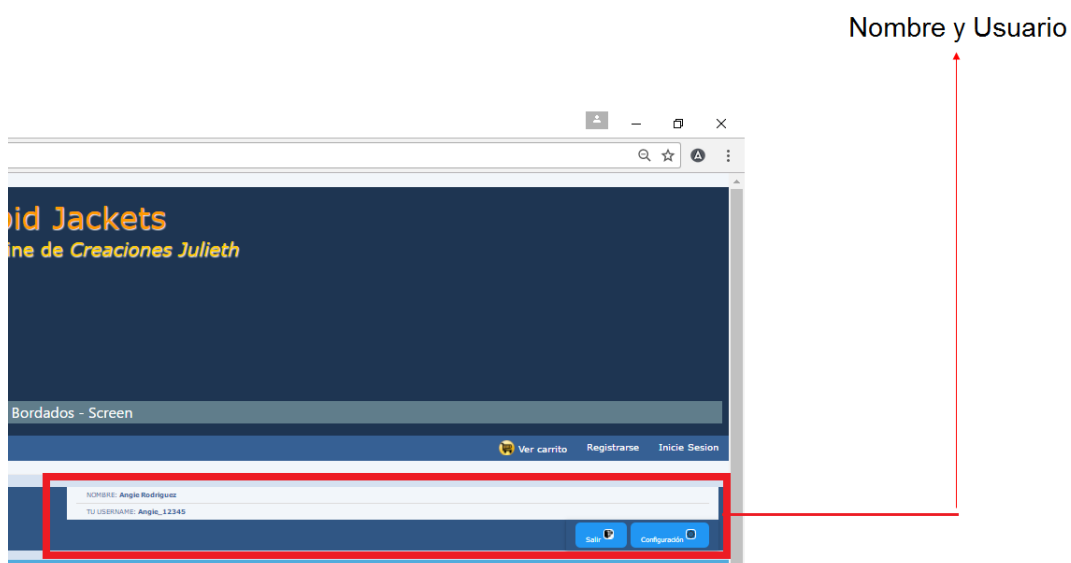 Nombre y Usuario
oid Jackets
ine de Creaciones Julieth
Bordados - Screen
Ver carrito Registrarse Inicie Sesion
NOMBRE: Angie Rodriguez
TU USERNAME: Angie_12345
Salir Configuración